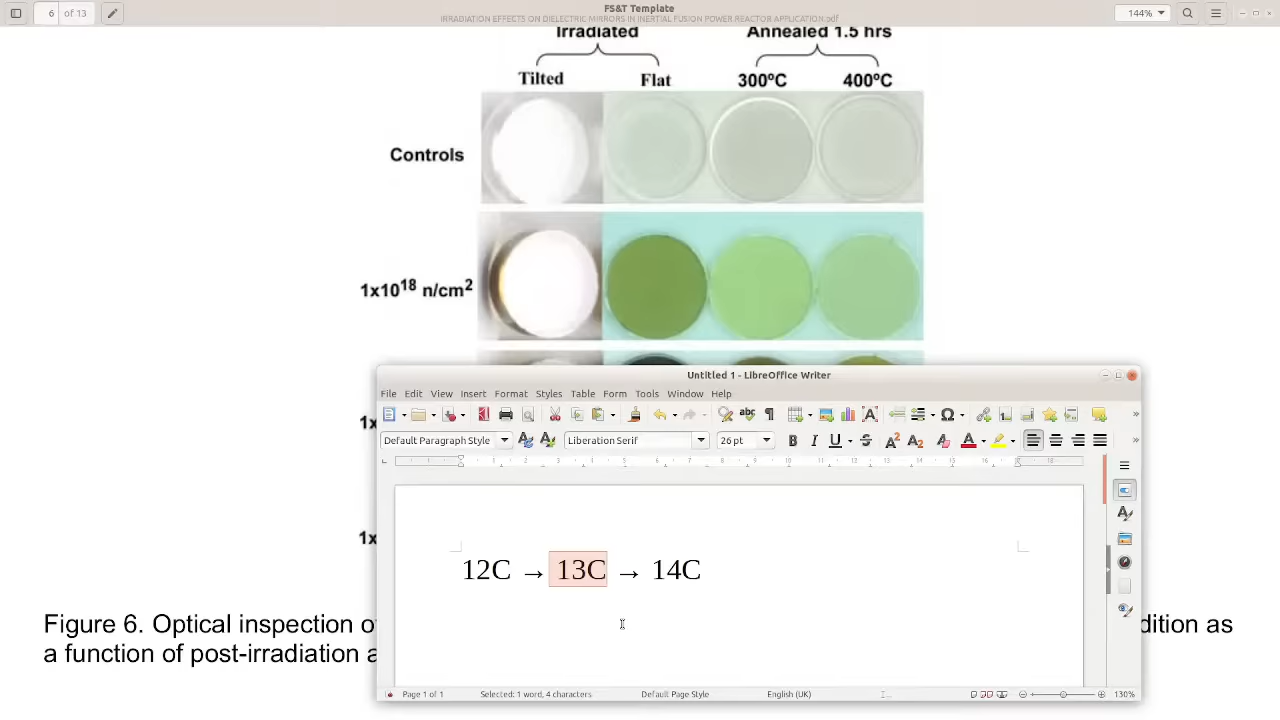 FS&T Template
IRRADIATION EFFECTS ON DIELECTRIC MIRRORS IN INERTIAL FUSION POWER REACTOR APPLICATION.pdf
6 of 13
144%
Irradiated Annealed 1.5 hrs
Tilted Flat 300ºC 400ºC
Controls
1x10¹⁸ n/cm²
1x
1x
Figure 6. Optical inspection o
dition as
a function of post-irradiation a
Untitled 1 - LibreOffice Writer
File Edit View Insert Format Styles Table Form Tools Window Help
Default Paragraph Style Liberation Serif 26 pt
12C → 13C → 14C
Page 1 of 1 Selected: 1 word, 4 characters Default Page Style English (UK) 130%